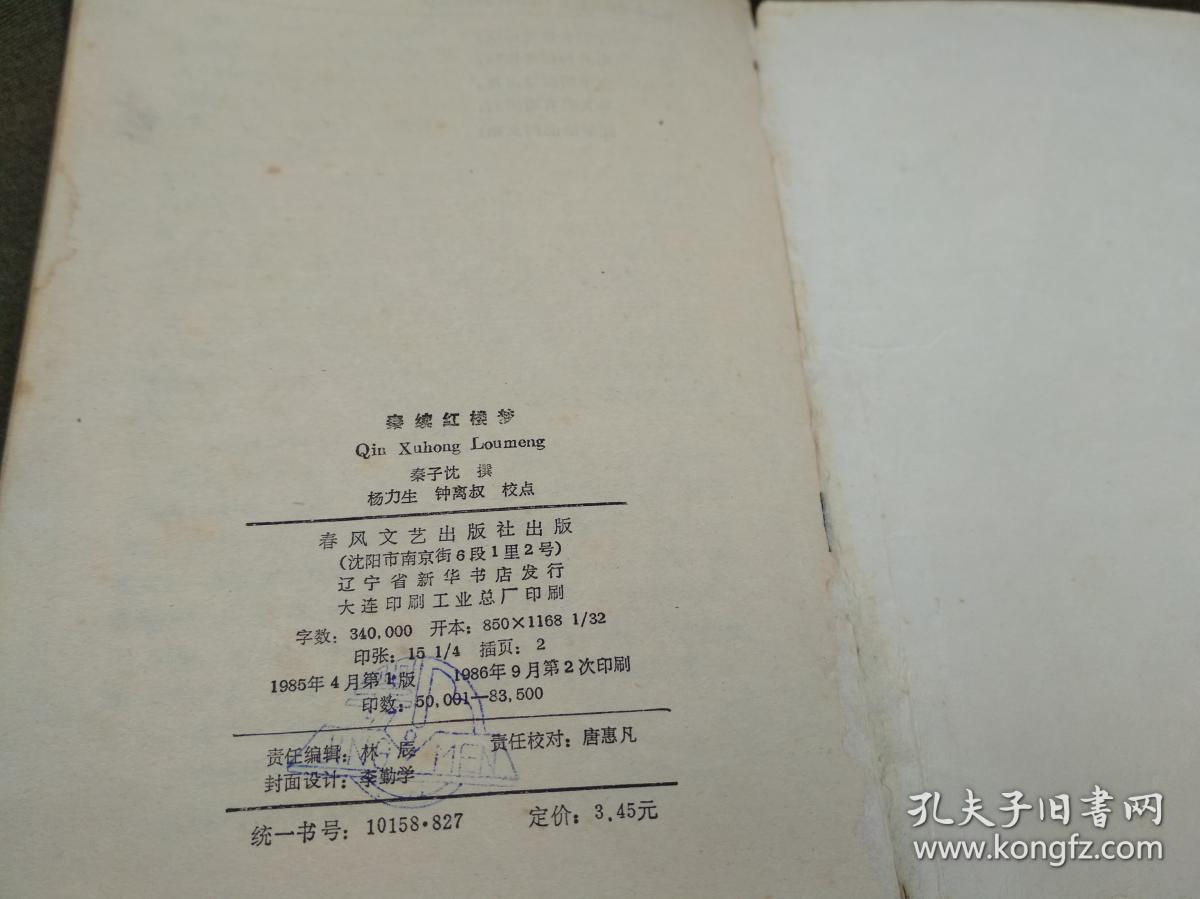 秦续红楼梦
Qin Xuhong Loumeng
秦子忱 撰
杨力生 钟离叔 校点
春风文艺出版社出版
(沈阳市南京街6段1里2号)
辽宁省新华书店发行
大连印刷工业总厂印刷
字数: 340,000 开本: 850×1168 1/32
印张: 15 1/4 插页: 2
1985年4月第1版 1986年9月第2次印刷
印数: 50,001—83,500
责任编辑: 林 辰 责任校对: 唐惠凡
封面设计: 李勤学
JING MEN
统一书号: 10158·827 定价: 3.45元
孔夫子旧书网
www.kongfz.com